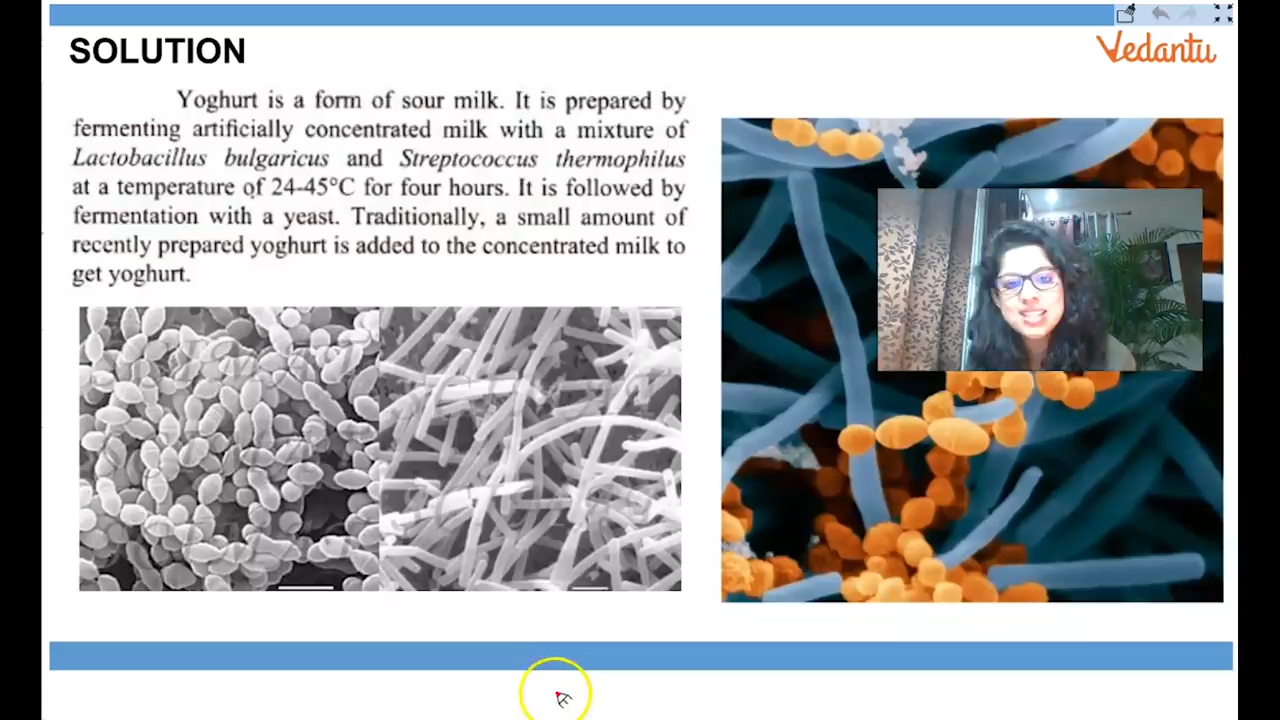 SOLUTION
Vedantu
Yoghurt is a form of sour milk. It is prepared by
fermenting artificially concentrated milk with a mixture of
Lactobacillus bulgaricus and Streptococcus thermophilus
at a temperature of 24-45°C for four hours. It is followed by
fermentation with a yeast. Traditionally, a small amount of
recently prepared yoghurt is added to the concentrated milk to
get yoghurt.